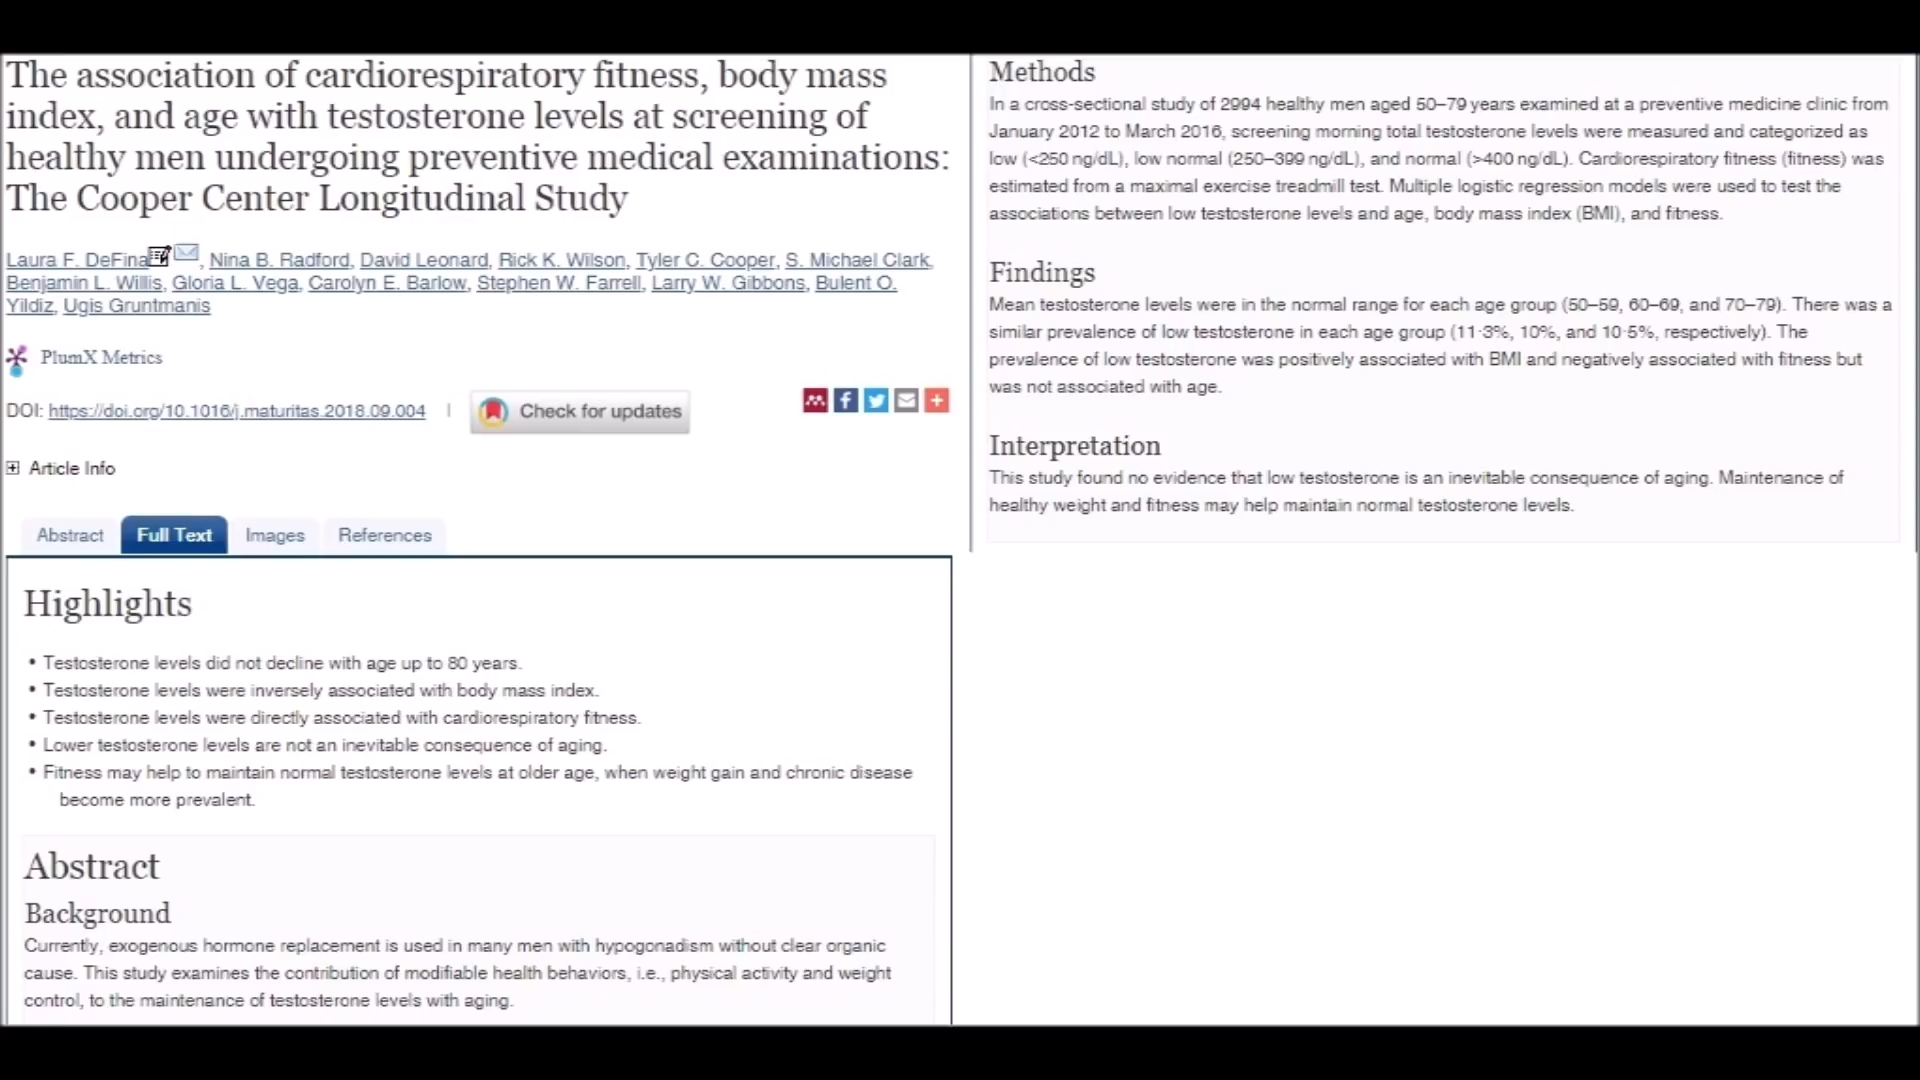 The association of cardiorespiratory fitness, body mass
index, and age with testosterone levels at screening of
healthy men undergoing preventive medical examinations:
The Cooper Center Longitudinal Study
Laura F. DeFina, Nina B. Radford, David Leonard, Rick K. Wilson, Tyler C. Cooper, S. Michael Clark,
Benjamin L. Willis, Gloria L. Vega, Carolyn E. Barlow, Stephen W. Farrell, Larry W. Gibbons, Bulent O.
Yildiz, Ugis Gruntmanis
PlumX Metrics
DOI: https://doi.org/10.1016/j.maturitas.2018.09.004 | Check for updates
Article Info
Abstract Full Text Images References
Highlights
• Testosterone levels did not decline with age up to 80 years.
• Testosterone levels were inversely associated with body mass index.
• Testosterone levels were directly associated with cardiorespiratory fitness.
• Lower testosterone levels are not an inevitable consequence of aging.
• Fitness may help to maintain normal testosterone levels at older age, when weight gain and chronic disease
become more prevalent.
Abstract
Background
Currently, exogenous hormone replacement is used in many men with hypogonadism without clear organic
cause. This study examines the contribution of modifiable health behaviors, i.e., physical activity and weight
control, to the maintenance of testosterone levels with aging.
Methods
In a cross-sectional study of 2994 healthy men aged 50–79 years examined at a preventive medicine clinic from
January 2012 to March 2016, screening morning total testosterone levels were measured and categorized as
low (<250 ng/dL), low normal (250–399 ng/dL), and normal (>400 ng/dL). Cardiorespiratory fitness (fitness) was
estimated from a maximal exercise treadmill test. Multiple logistic regression models were used to test the
associations between low testosterone levels and age, body mass index (BMI), and fitness.
Findings
Mean testosterone levels were in the normal range for each age group (50–59, 60–69, and 70–79). There was a
similar prevalence of low testosterone in each age group (11·3%, 10%, and 10·5%, respectively). The
prevalence of low testosterone was positively associated with BMI and negatively associated with fitness but
was not associated with age.
Interpretation
This study found no evidence that low testosterone is an inevitable consequence of aging. Maintenance of
healthy weight and fitness may help maintain normal testosterone levels.